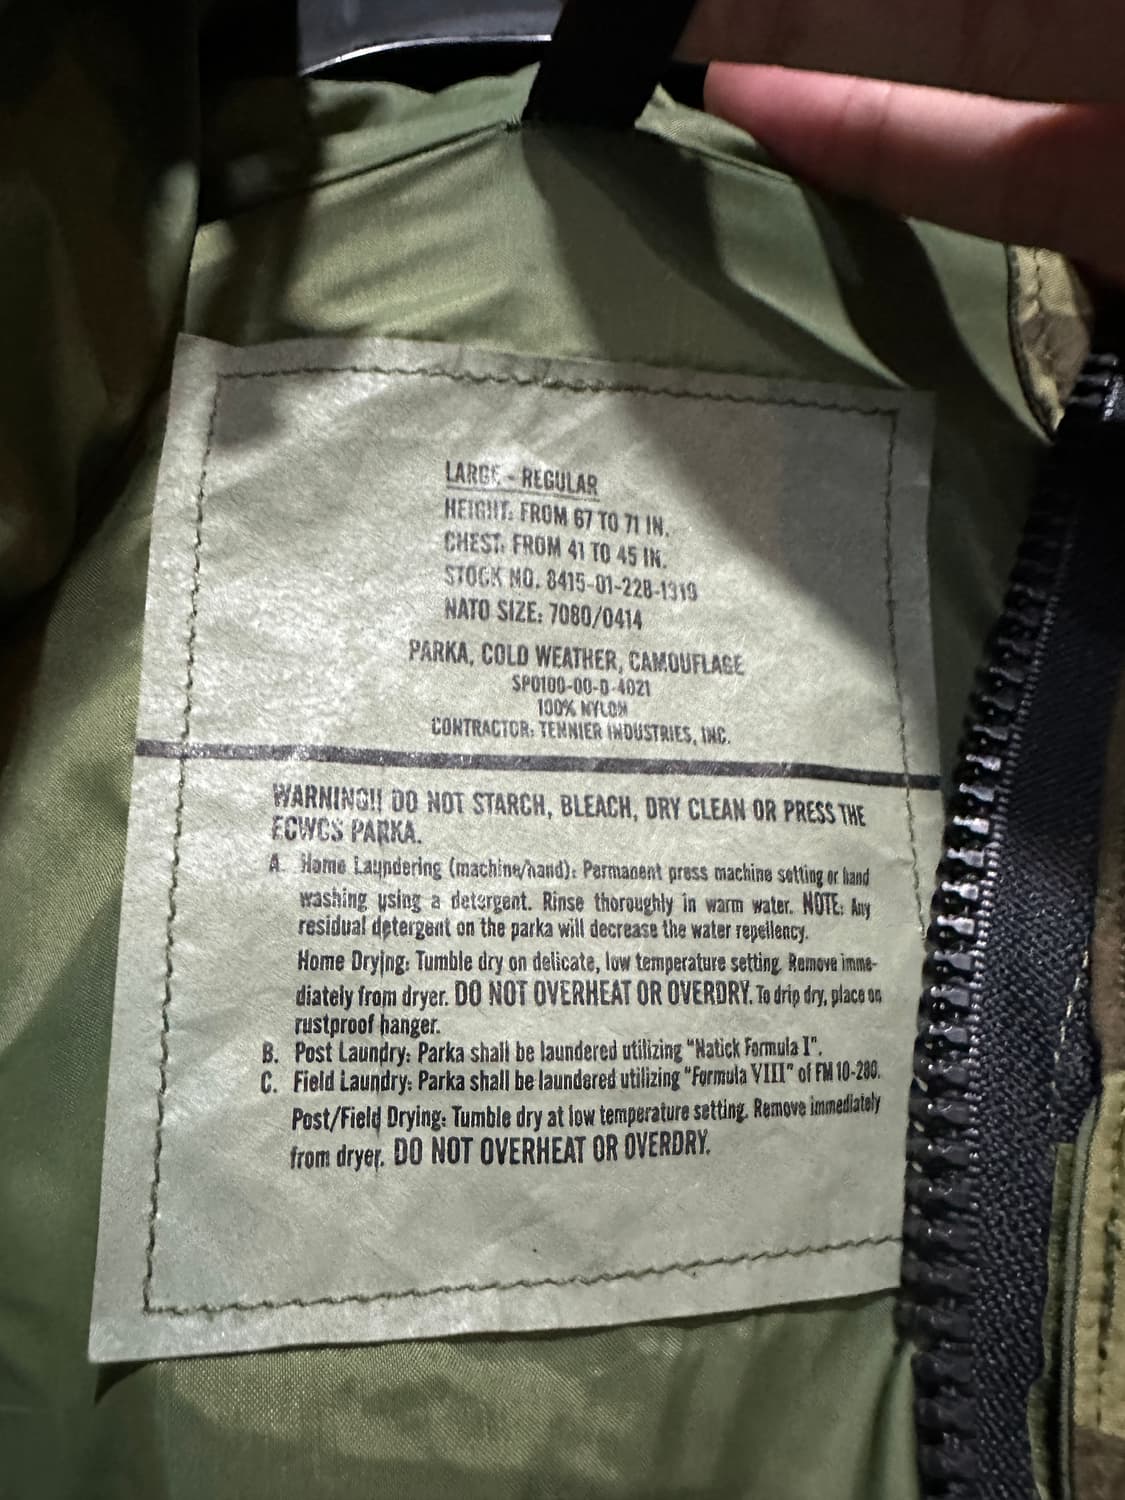 LARGE - REGULAR
HEIGHT: FROM 67 TO 71 IN.
CHEST: FROM 41 TO 45 IN.
STOCK NO. 8415-01-228-1319
NATO SIZE: 7080/0414
PARKA, COLD WEATHER, CAMOUFLAGE
SPO100-00-D-4021
100% NYLON
CONTRACTOR: TENNIER INDUSTRIES, INC.
WARNING!! DO NOT STARCH, BLEACH, DRY CLEAN OR PRESS THE
ECWCS PARKA.
A. Home Laundering (machine/hand): Permanent press machine setting or hand
washing using a detergent. Rinse thoroughly in warm water. NOTE: Any
residual detergent on the parka will decrease the water repellency.
Home Drying: Tumble dry on delicate, low temperature setting. Remove imme-
diately from dryer. DO NOT OVERHEAT OR OVERDRY. To drip dry, place on
rustproof hanger.
B. Post Laundry: Parka shall be laundered utilizing "Natick Formula I".
C. Field Laundry: Parka shall be laundered utilizing "Formula VIII" of FM 10-280.
Post/Field Drying: Tumble dry at low temperature setting. Remove immediately
from dryer. DO NOT OVERHEAT OR OVERDRY.